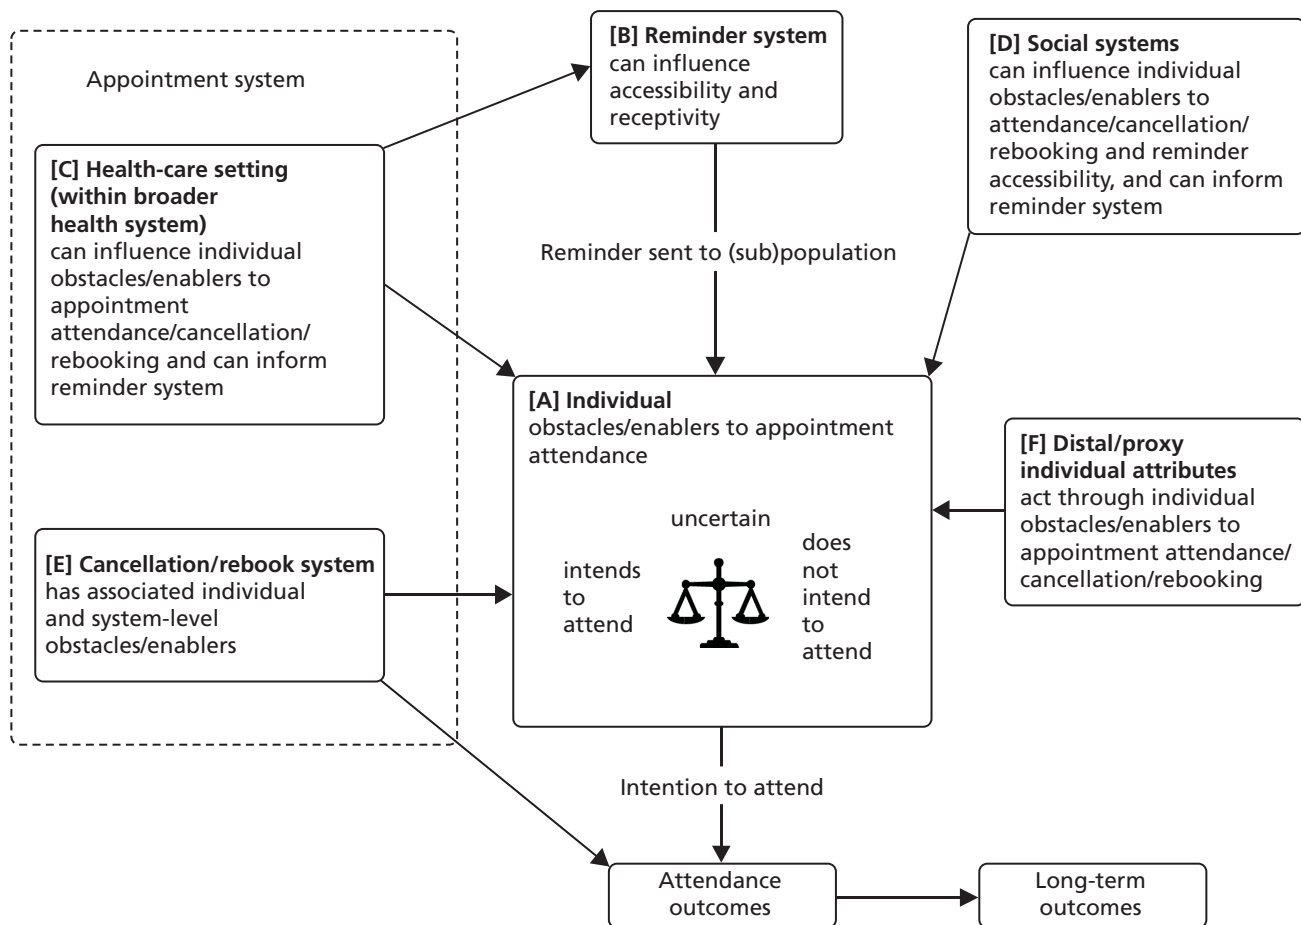 Appointment system
[C] Health-care setting
(within broader
health system)
can influence individual
obstacles/enablers to
appointment
attendance/cancellation/
rebooking and can inform
reminder system
[E] Cancellation/rebook system
has associated individual
and system-level
obstacles/enablers
[B] Reminder system
can influence
accessibility and
receptivity
Reminder sent to (sub)population
[D] Social systems
can influence individual
obstacles/enablers to
attendance/cancellation/
rebooking and reminder
accessibility, and can inform
reminder system
[A] Individual
obstacles/enablers to appointment
attendance
uncertain
intends
to
attend
does
not
intend
to
attend
[F] Distal/proxy
individual attributes
act through individual
obstacles/enablers to
appointment attendance/
cancellation/rebooking
Intention to attend
Attendance
outcomes
Long-term
outcomes